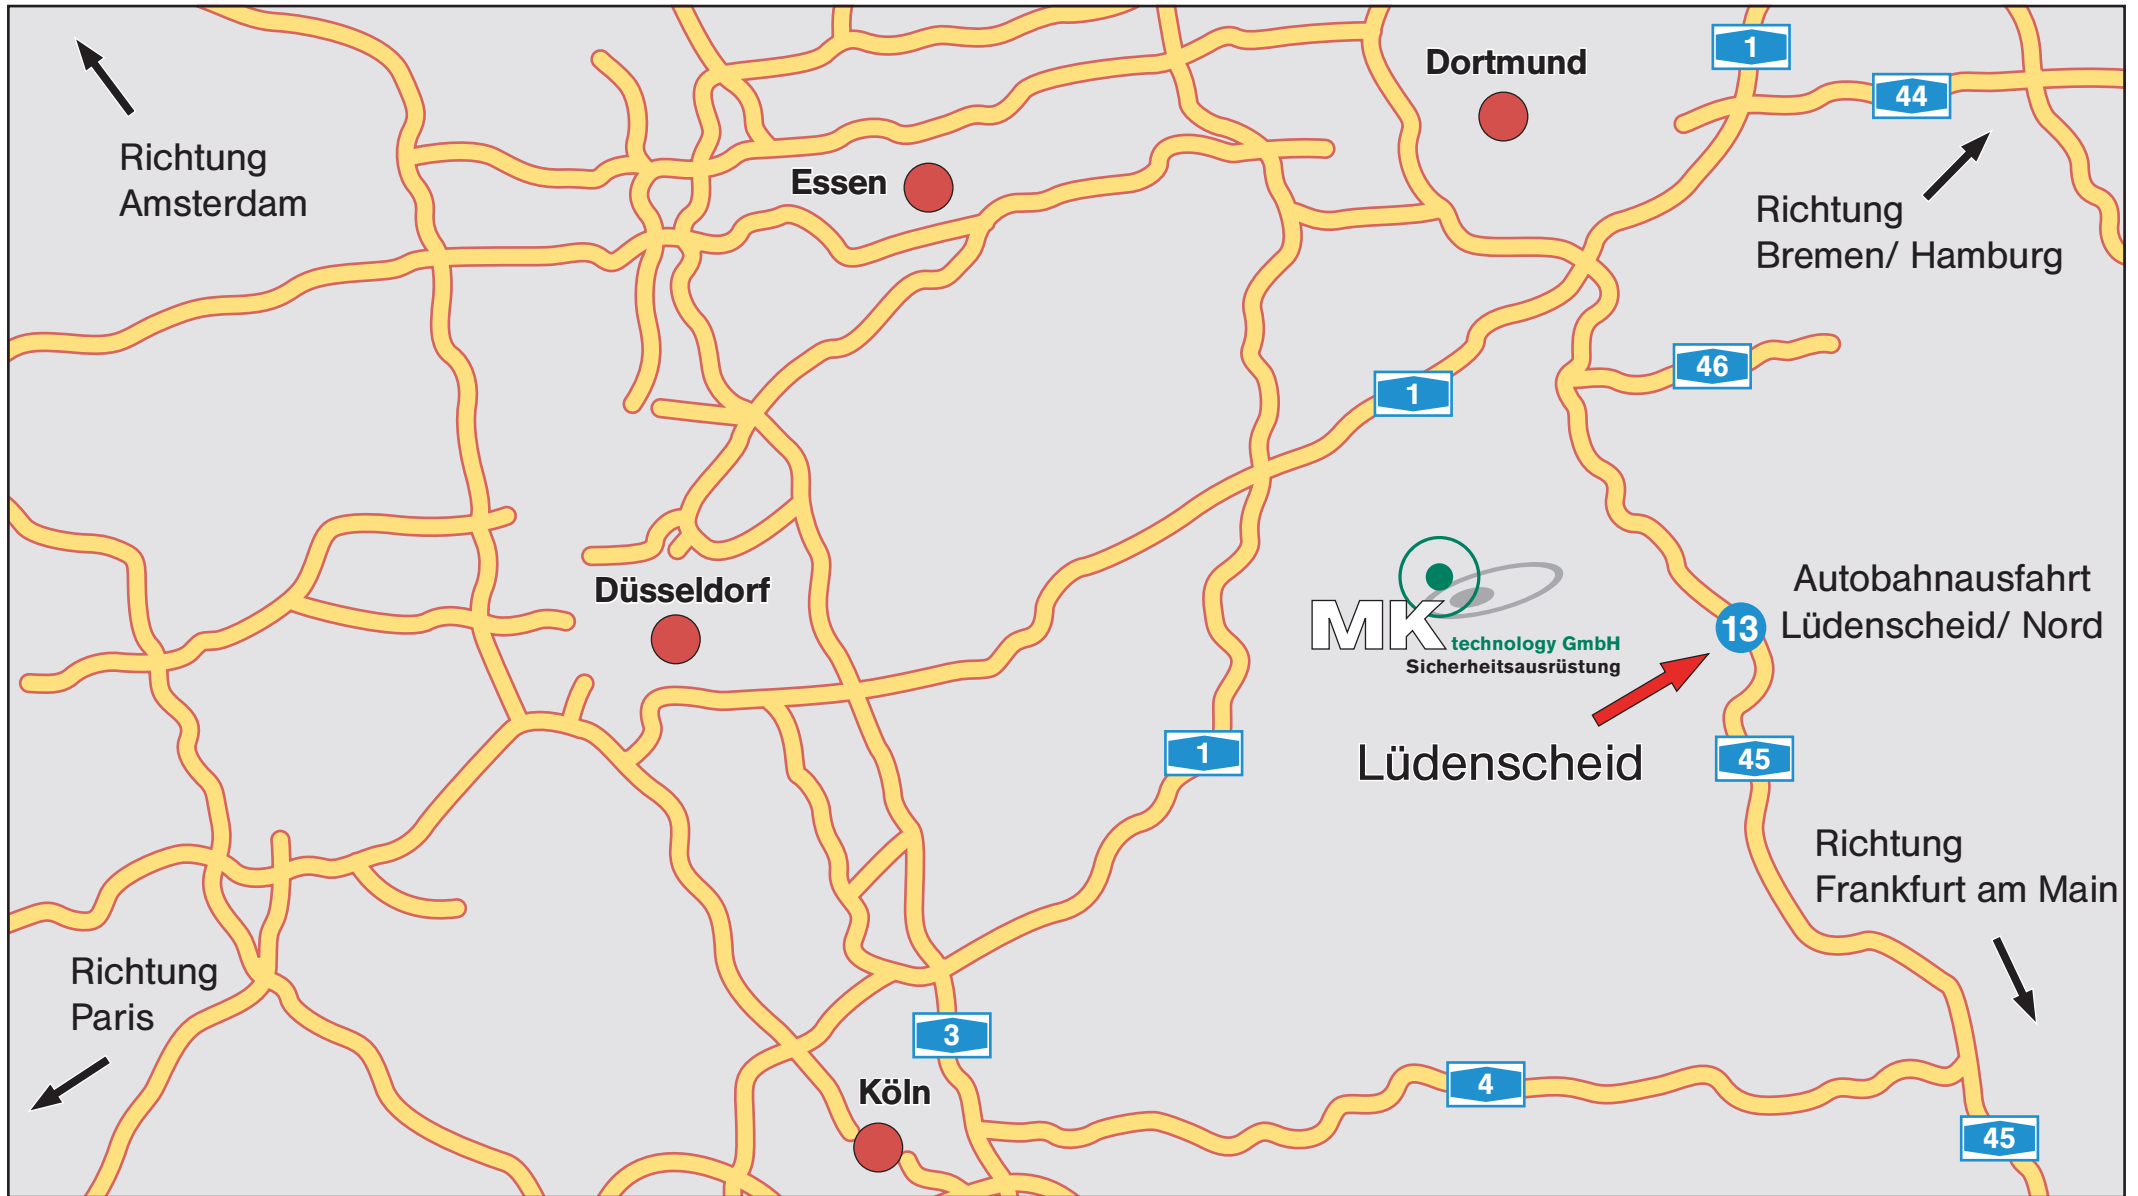 1
Dortmund
44
Richtung
Amsterdam
Essen
Richtung
Bremen/ Hamburg
46
1
Düsseldorf
MK technology GmbH
Sicherheitsausrüstung
Autobahnausfahrt
Lüdenscheid/ Nord
13
Lüdenscheid
1
45
Richtung
Frankfurt am Main
Richtung
Paris
3
Köln
4
45